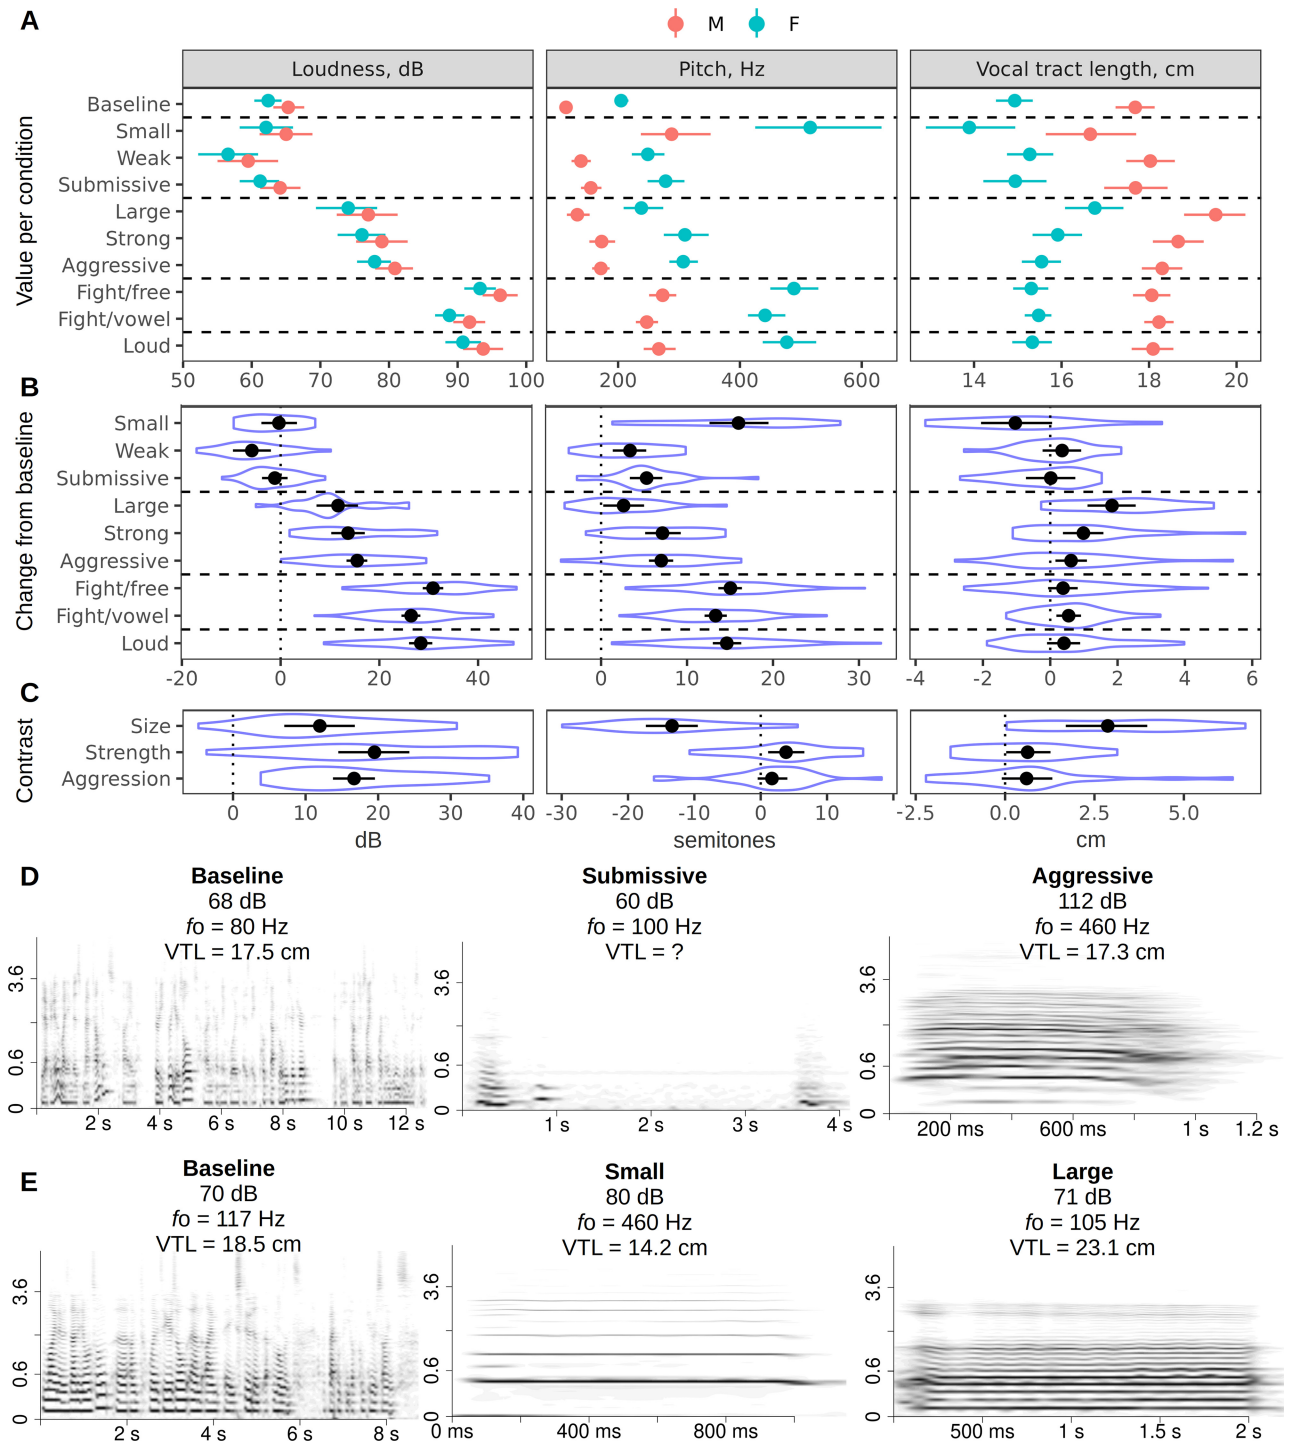 A
M F
Loudness, dB Pitch, Hz Vocal tract length, cm
Value per condition
Baseline
Small
Weak
Submissive
Large
Strong
Aggressive
Fight/free
Fight/vowel
Loud
50 60 70 80 90 100 200 400 600 14 16 18 20
B
Change from baseline
Small
Weak
Submissive
Large
Strong
Aggressive
Fight/free
Fight/vowel
Loud
-20 0 20 40 0 10 20 30 -4 -2 0 2 4 6
C
Contrast
Size
Strength
Aggression
0 10 20 30 40 -30 -20 -10 0 10 -2.5 0.0 2.5 5.0
dB semitones cm
D
Baseline Submissive Aggressive
68 dB 60 dB 112 dB
fo = 80 Hz fo = 100 Hz fo = 460 Hz
VTL = 17.5 cm VTL = ? VTL = 17.3 cm
3.6 3.6 3.6
0.6 0.6 0.6
0 0 0
2 s 4 s 6 s 8 s 10 s 12 s 1 s 2 s 3 s 4 s 200 ms 600 ms 1 s 1.2 s
E
Baseline Small Large
70 dB 80 dB 71 dB
fo = 117 Hz fo = 460 Hz fo = 105 Hz
VTL = 18.5 cm VTL = 14.2 cm VTL = 23.1 cm
3.6 3.6 3.6
0.6 0.6 0.6
0 0 0
2 s 4 s 6 s 8 s 0 ms 400 ms 800 ms 500 ms 1 s 1.5 s 2 s